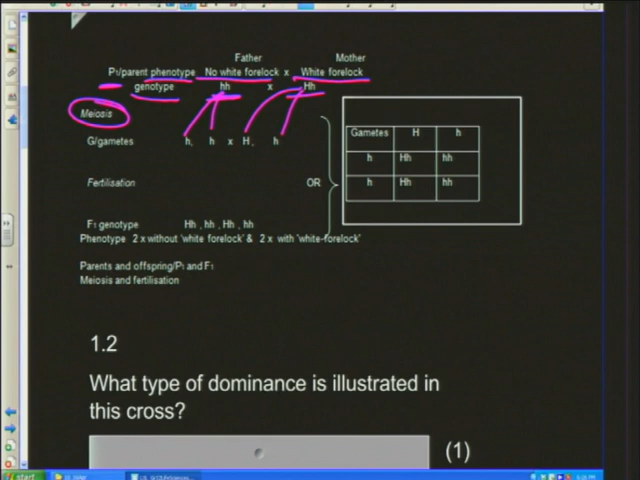 Father Mother
P1/parent phenotype No white forelock x White forelock
genotype hh x Hh
Meiosis
G/gametes h, h x H, h
Gametes H h
h Hh hh
h Hh hh
Fertilisation OR
F1 genotype Hh , hh , Hh , hh
Phenotype 2 x without 'white forelock' & 2 x with 'white-forelock'
Parents and offspring/P1 and F1
Meiosis and fertilisation
1.2
What type of dominance is illustrated in
this cross?
(1)
start